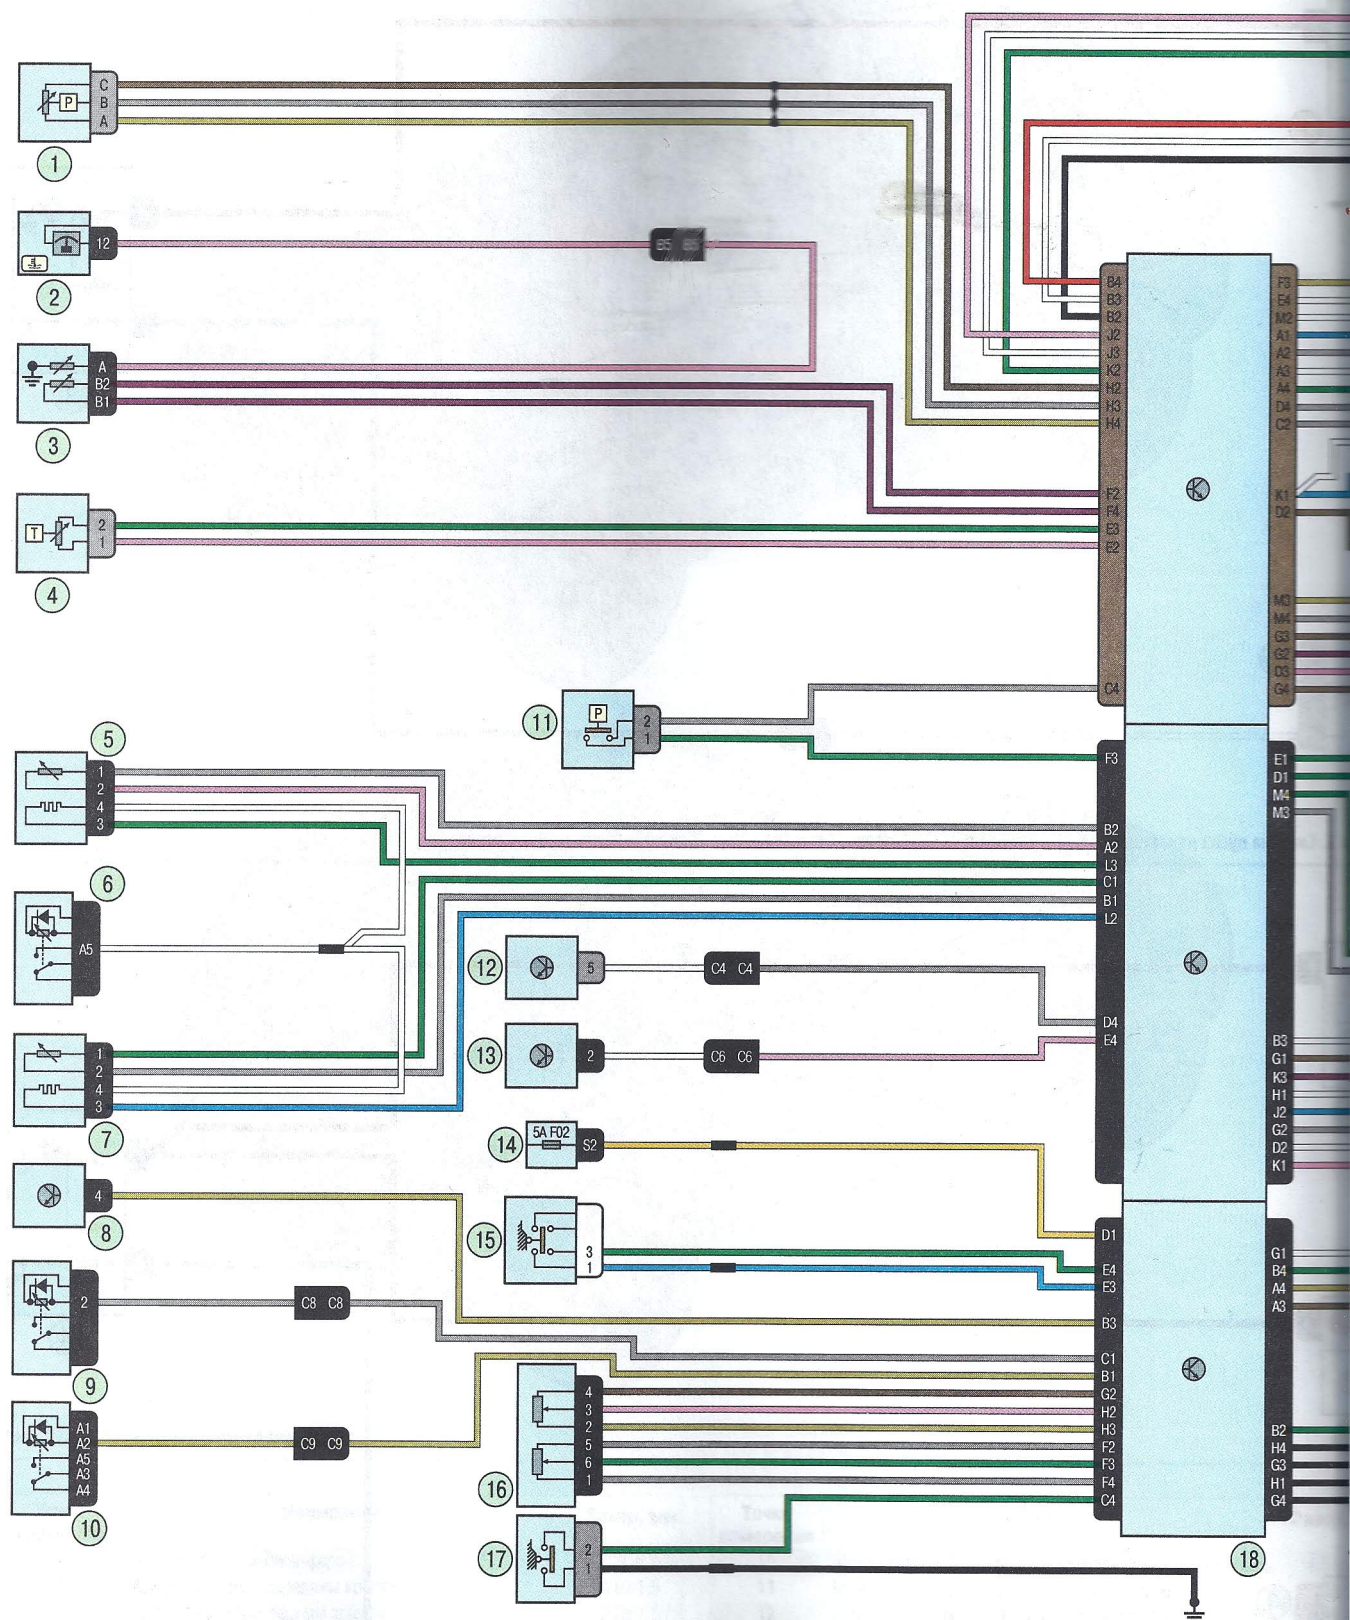 C
B
A
P
1
12
2
B5 B5
A
B2
B1
3
T
2
1
4
B4
B3
B2
J2
J3
K2
H2
H3
H4
F2
F4
E3
E2
C4
F3
E4
M2
A1
A2
A3
A4
D4
C2
K1
D2
M3
M4
G3
G2
D3
G4
11
P
2
1
5
1
2
4
3
6
A5
1
2
4
3
7
F3
B2
A2
L3
C1
B1
L2
D4
E4
E1
D1
M4
M3
B3
G1
K3
H1
J2
G2
D2
K1
12
5
C4 C4
13
2
C6 C6
14
5A F02
S2
15
3
1
4
8
2
C8 C8
9
A1
A2
A5
A3
A4
C9 C9
10
4
3
2
5
6
1
16
17
2
1
D1
E4
E3
B3
C1
B1
G2
H2
H3
F2
F3
F4
C4
G1
B4
A4
A3
B2
H4
G3
H1
G4
18